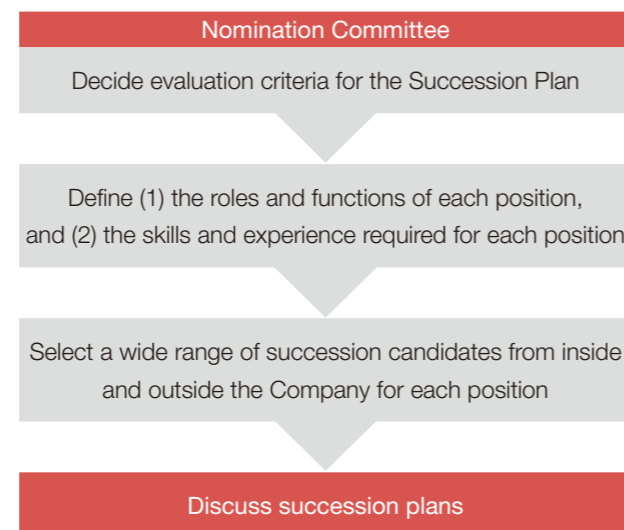 Nomination Committee
Decide evaluation criteria for the Succession Plan
Define (1) the roles and functions of each position,
and (2) the skills and experience required for each position
Select a wide range of succession candidates from inside
and outside the Company for each position
Discuss succession plans